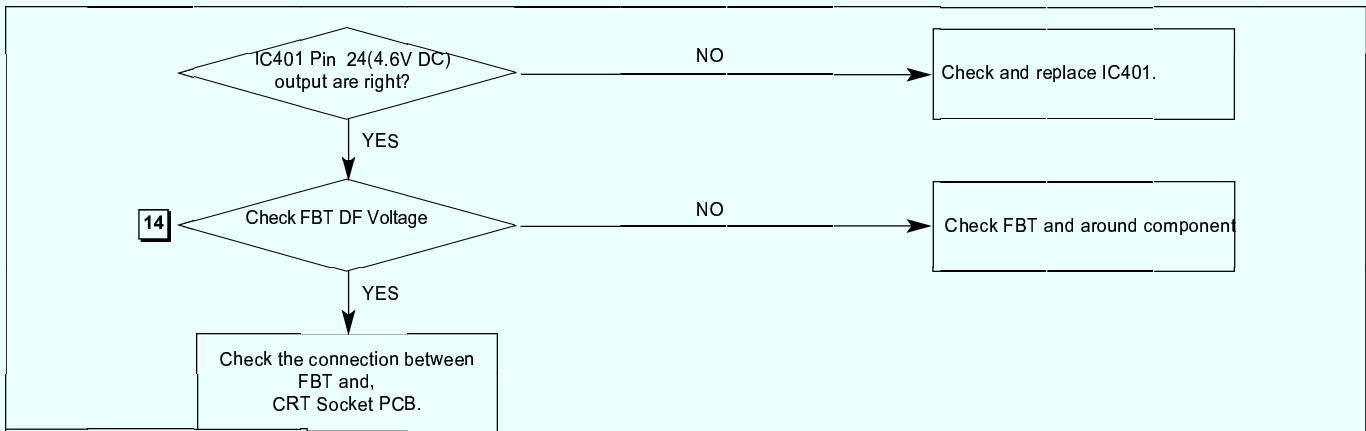 IC401 Pin 24(4.6V DC)
output are right?
NO
Check and replace IC401.
YES
14
Check FBT DF Voltage
NO
Check FBT and around component
YES
Check the connection between
FBT and,
CRT Socket PCB.